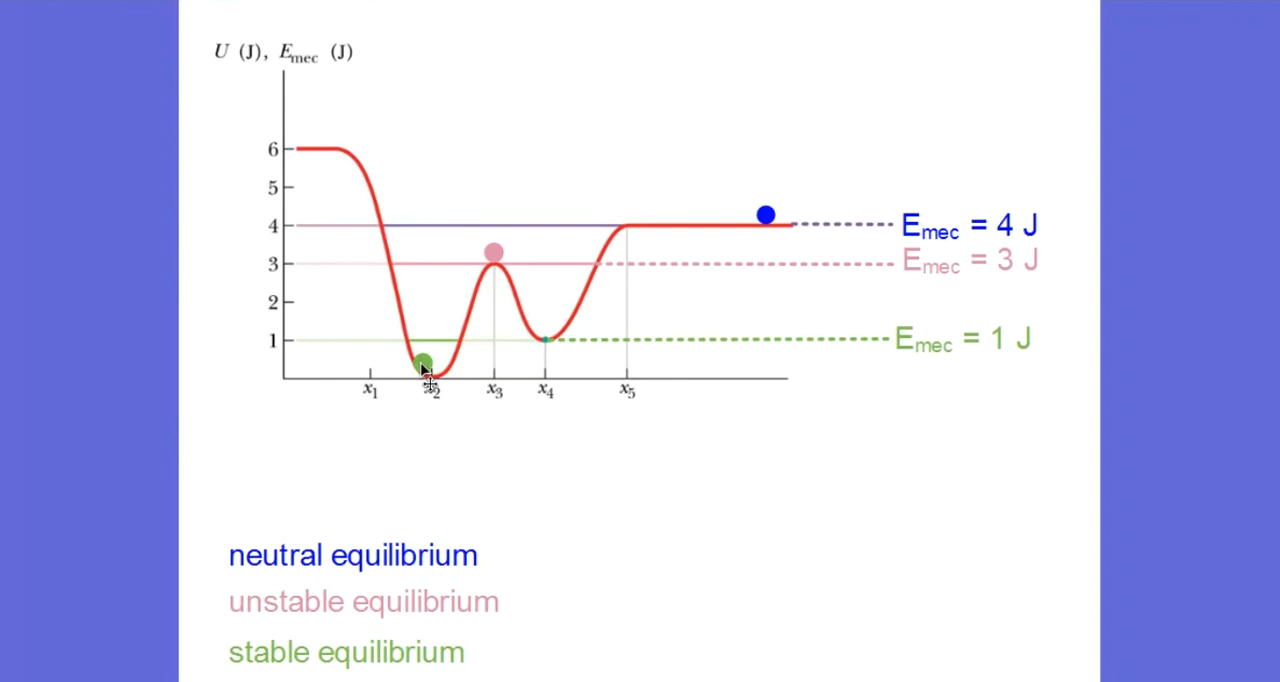 U (J), Emec (J)
6
5
4
3
2
1
Emec = 4 J
Emec = 3 J
Emec = 1 J
x1 x2 x3 x4 x5
neutral equilibrium
unstable equilibrium
stable equilibrium